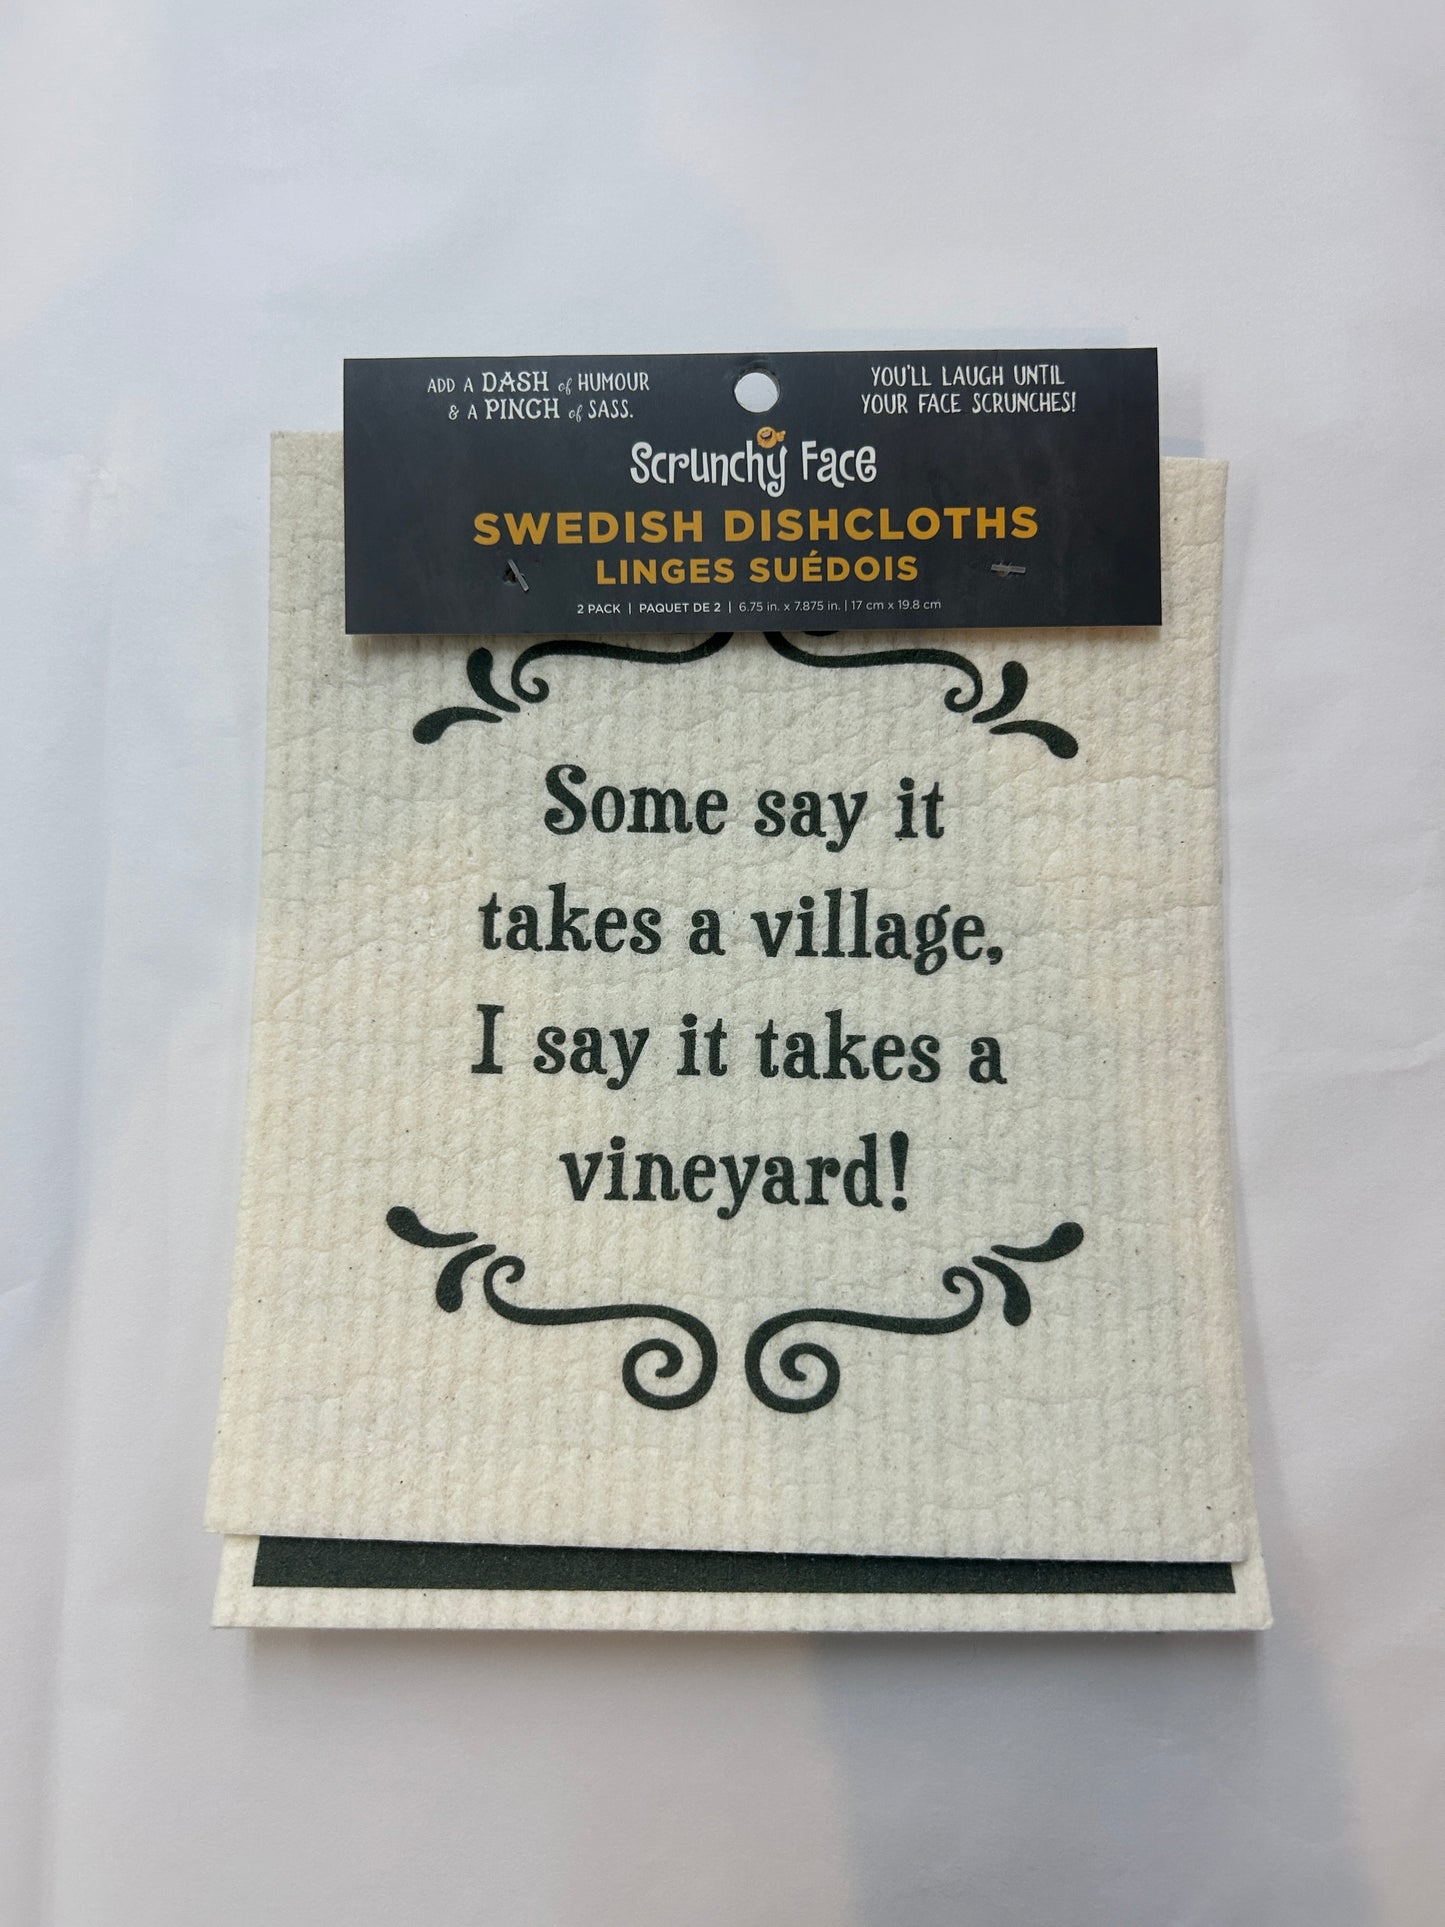 ADD A DASH of HUMOUR
& A PINCH of SASS.
YOU'LL LAUGH UNTIL
YOUR FACE SCRUNCHES!
Scrunchy Face
SWEDISH DISHCLOTHS
LINGES SUÉDOIS
2 PACK | PAQUET DE 2 | 6.75 in. x 7.875 in. | 17 cm x 19.8 cm
Some say it
takes a village,
I say it takes a
vineyard!